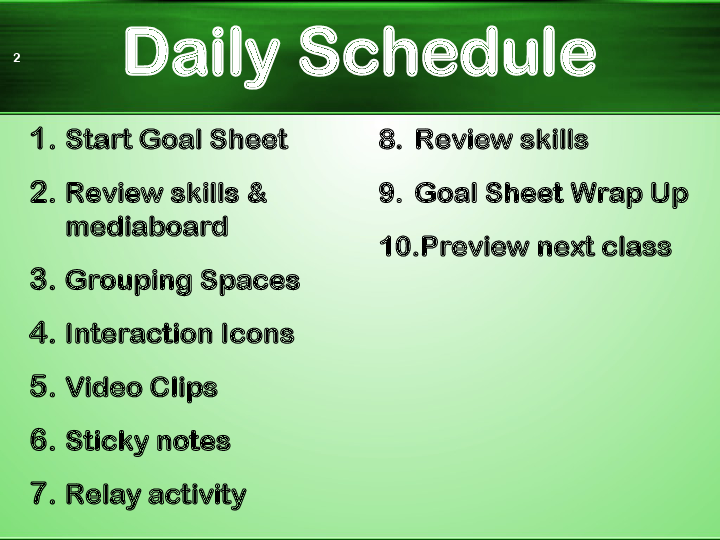 2
Daily Schedule
1. Start Goal Sheet
2. Review skills &
mediaboard
3. Grouping Spaces
4. Interaction Icons
5. Video Clips
6. Sticky notes
7. Relay activity
8. Review skills
9. Goal Sheet Wrap Up
10.Preview next class